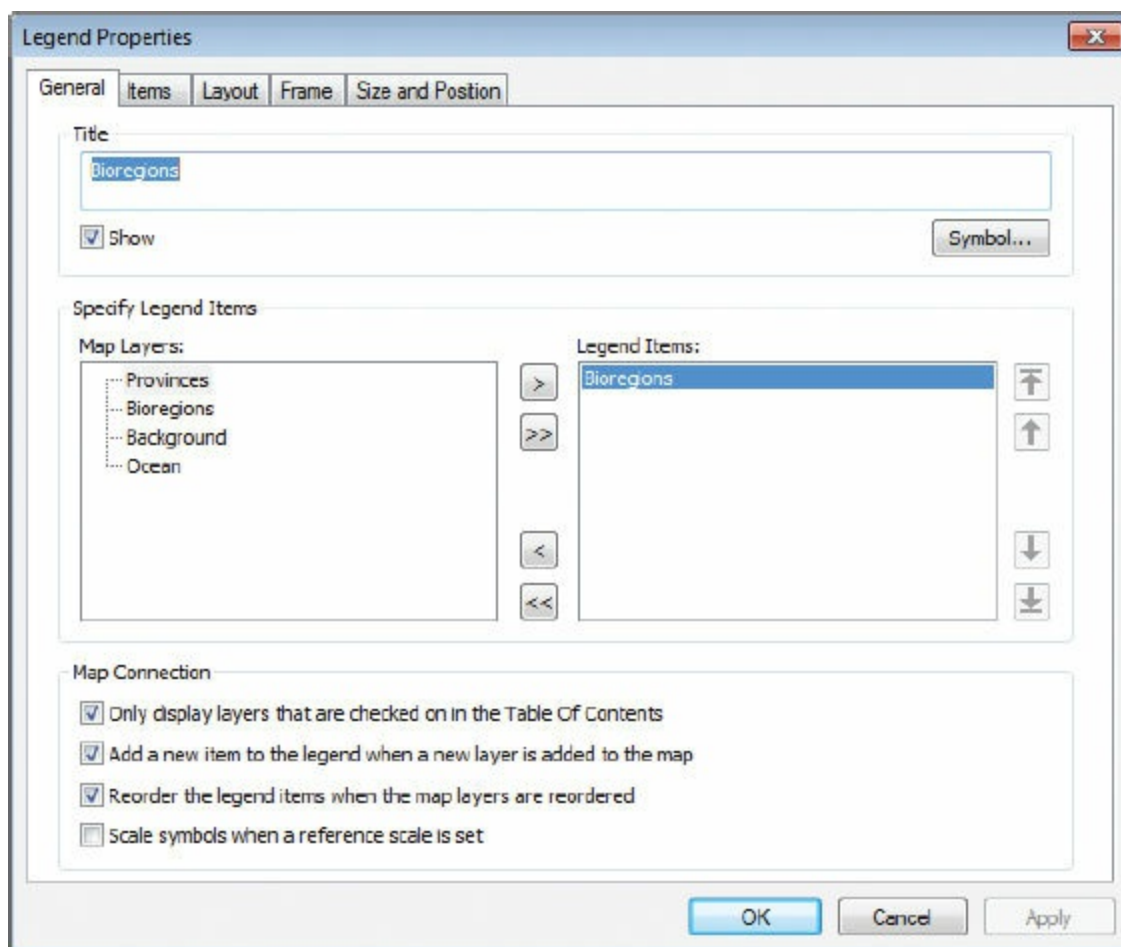 Legend Properties
General Items Layout Frame Size and Position
Title
Bioregions
Show Symbol...
Specify Legend Items
Map Layers: Legend Items:
Provinces > Bioregions
Bioregions
Background >>
Ocean
<
<<
Map Connection
Only display layers that are checked on in the Table Of Contents
Add a new item to the legend when a new layer is added to the map
Reorder the legend items when the map layers are reordered
Scale symbols when a reference scale is set
OK Cancel Apply